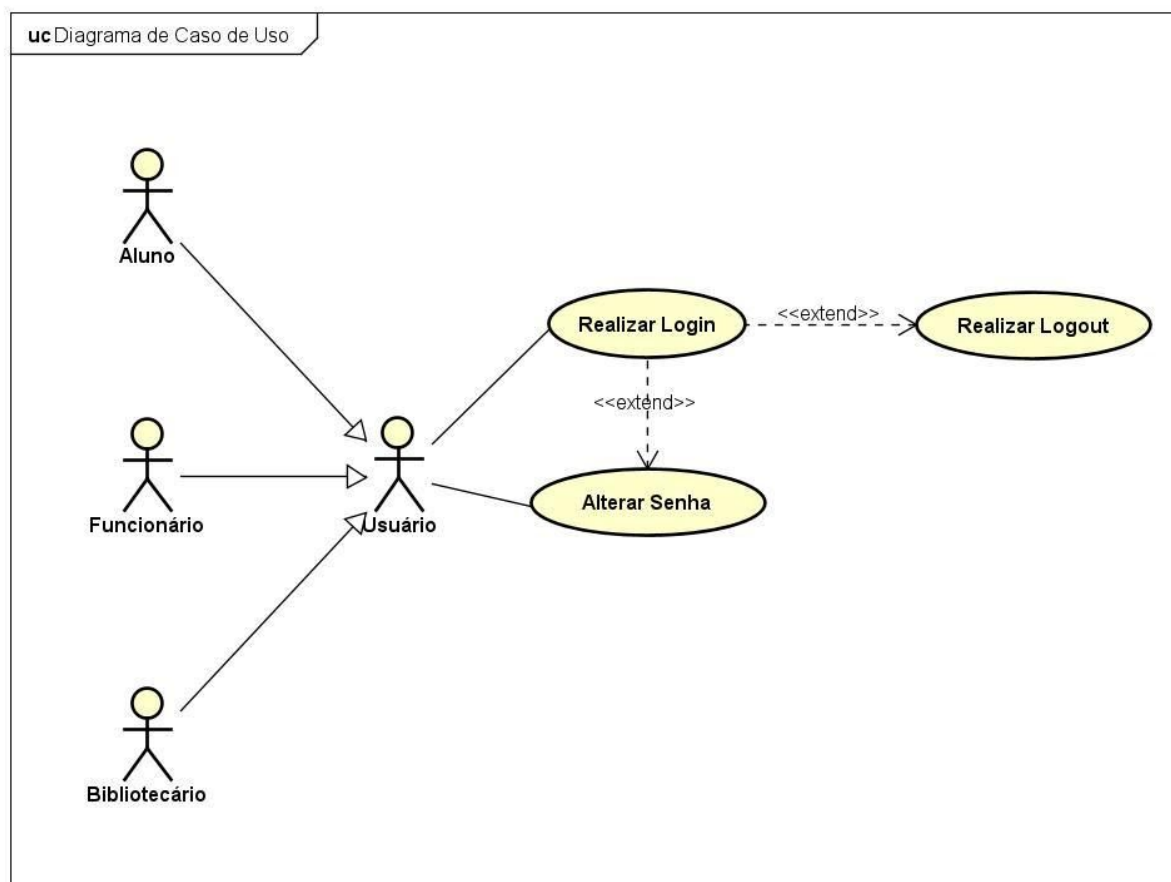 uc Diagrama de Caso de Uso
Aluno
Realizar Login
<<extend>>
Realizar Logout
<<extend>>
Funcionário
Usuário
Alterar Senha
Bibliotecário